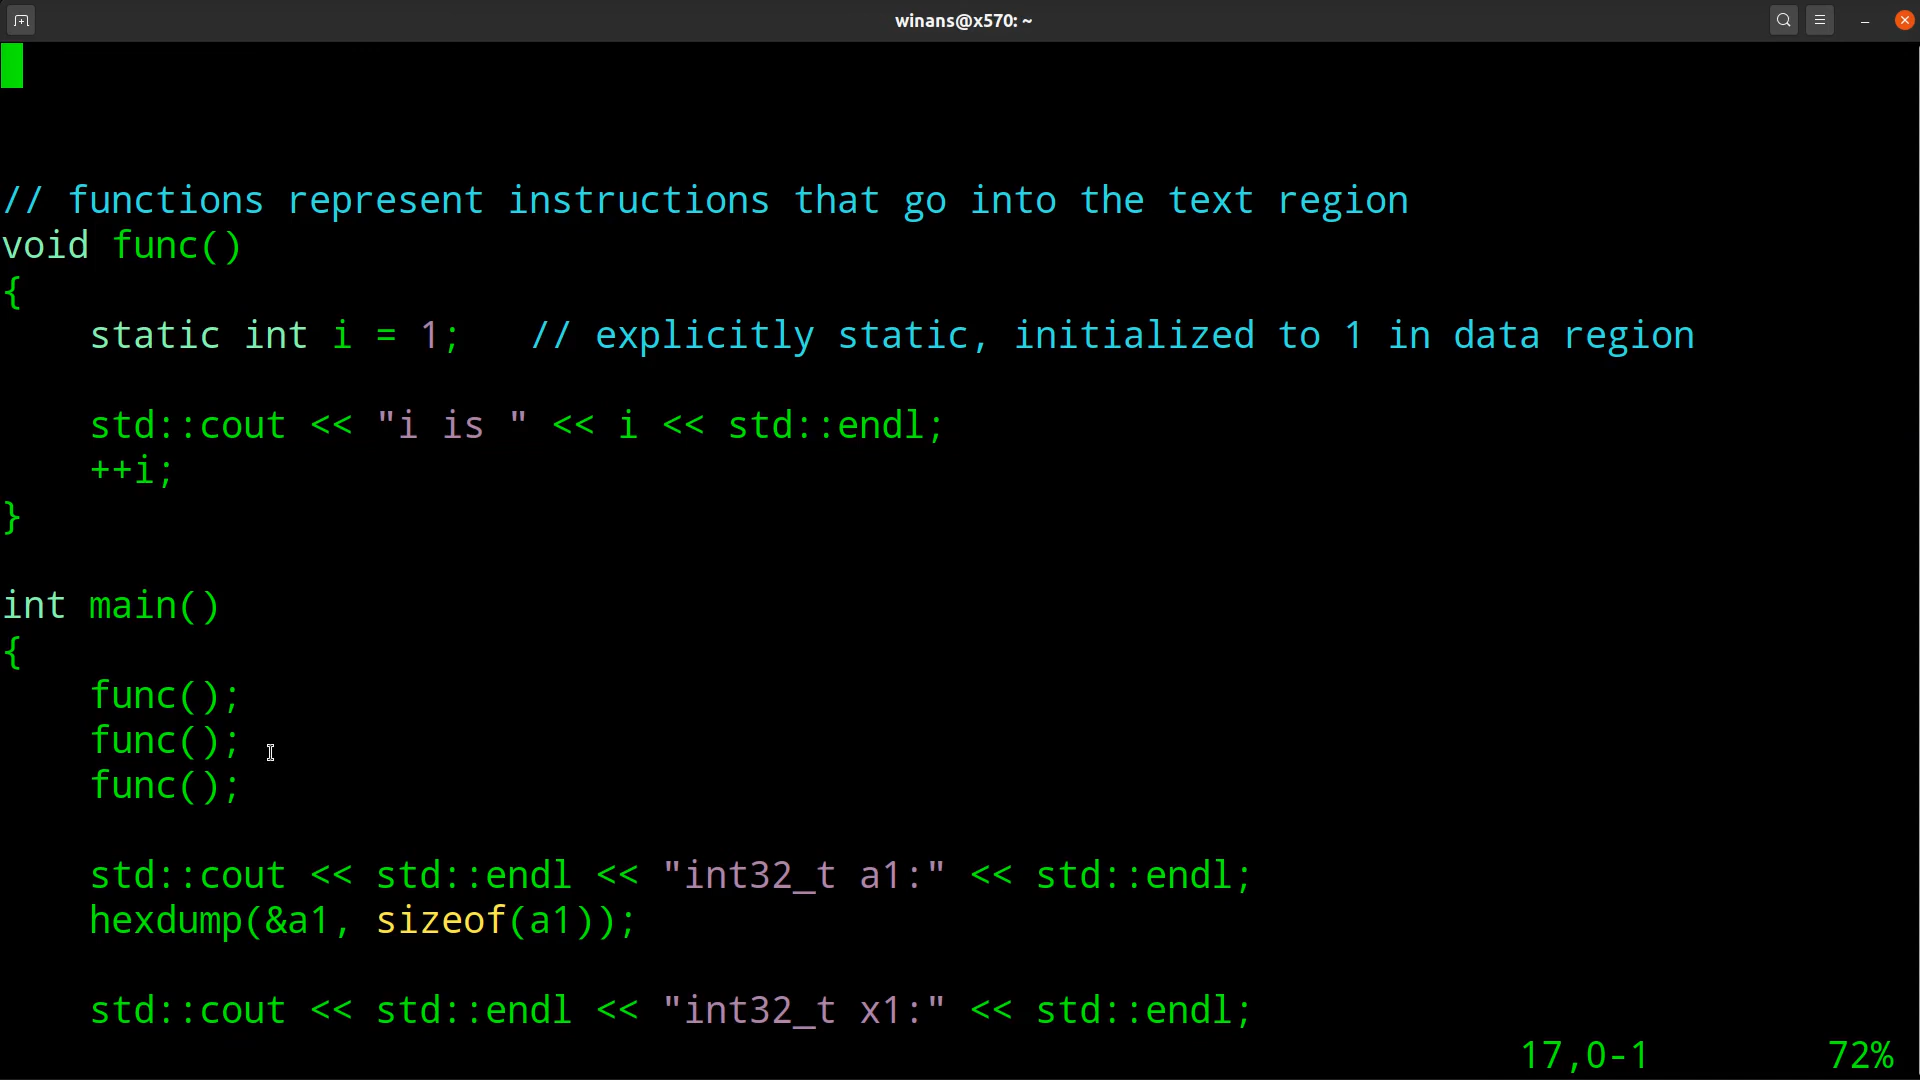 winans@x570: ~
// functions represent instructions that go into the text region
void func()
{
    static int i = 1;   // explicitly static, initialized to 1 in data region

    std::cout << "i is " << i << std::endl;
    ++i;
}

int main()
{
    func();
    func();
    func();

    std::cout << std::endl << "int32_t a1:" << std::endl;
    hexdump(&a1, sizeof(a1));

    std::cout << std::endl << "int32_t x1:" << std::endl;
17,0-1        72%